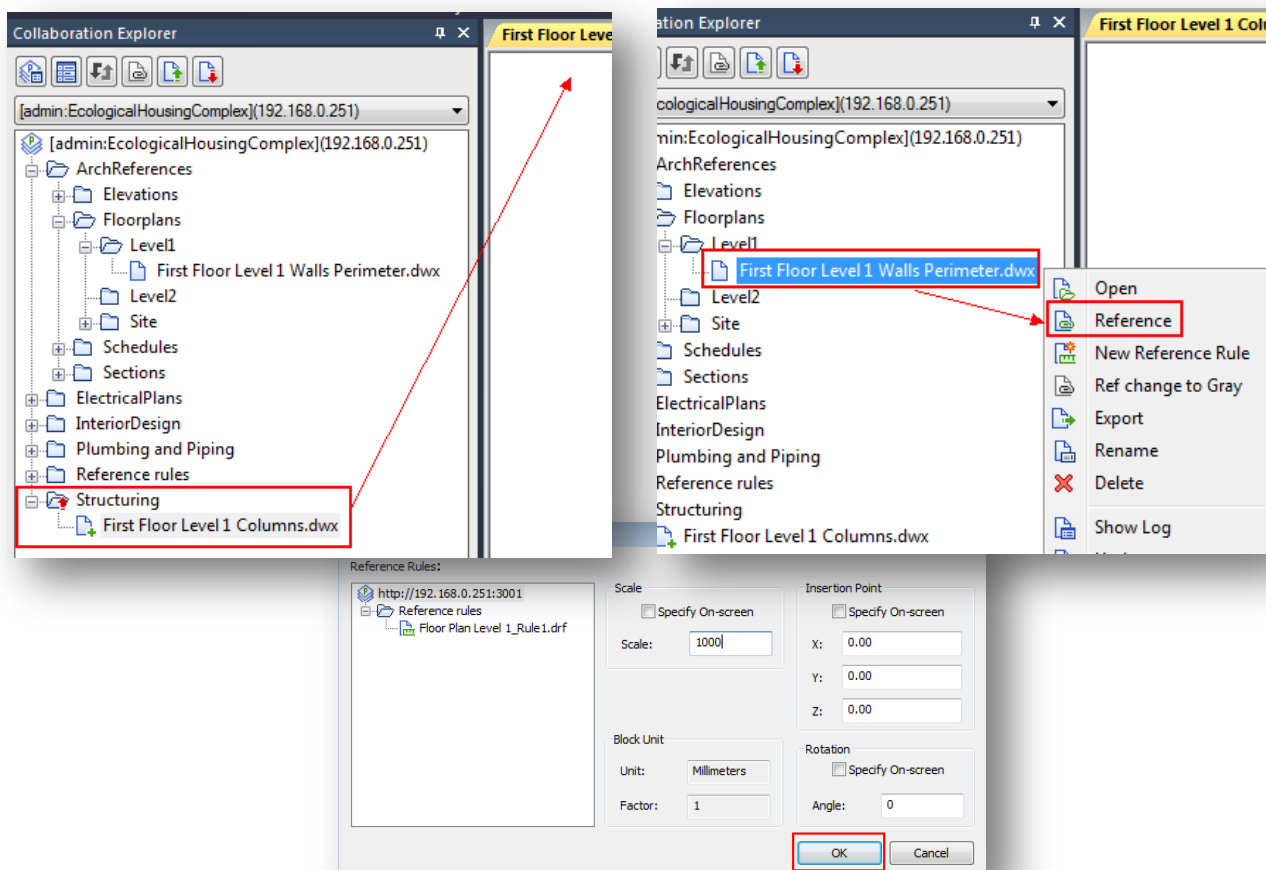 Collaboration Explorer
First Floor Leve
[admin:EcologicalHousingComplex](192.168.0.251)
[admin:EcologicalHousingComplex](192.168.0.251)
ArchReferences
Elevations
Floorplans
Level1
First Floor Level 1 Walls Perimeter.dwx
Level2
Site
Schedules
Sections
ElectricalPlans
InteriorDesign
Plumbing and Piping
Reference rules
Structuring
First Floor Level 1 Columns.dwx
ation Explorer
First Floor Level 1 Colu
cologicalHousingComplex](192.168.0.251)
min:EcologicalHousingComplex](192.168.0.251)
ArchReferences
Elevations
Floorplans
Level1
First Floor Level 1 Walls Perimeter.dwx
Level2
Site
Schedules
Sections
ElectricalPlans
InteriorDesign
Plumbing and Piping
Reference rules
Structuring
First Floor Level 1 Columns.dwx
Open
Reference
New Reference Rule
Ref change to Gray
Export
Rename
Delete
Show Log
Reference Rules:
http://192.168.0.251:3001
Reference rules
Floor Plan Level 1_Rule1.drf
Scale
Specify On-screen
Scale: 1000
Insertion Point
Specify On-screen
X: 0.00
Y: 0.00
Z: 0.00
Block Unit
Unit: Millimeters
Factor: 1
Rotation
Specify On-screen
Angle: 0
OK Cancel